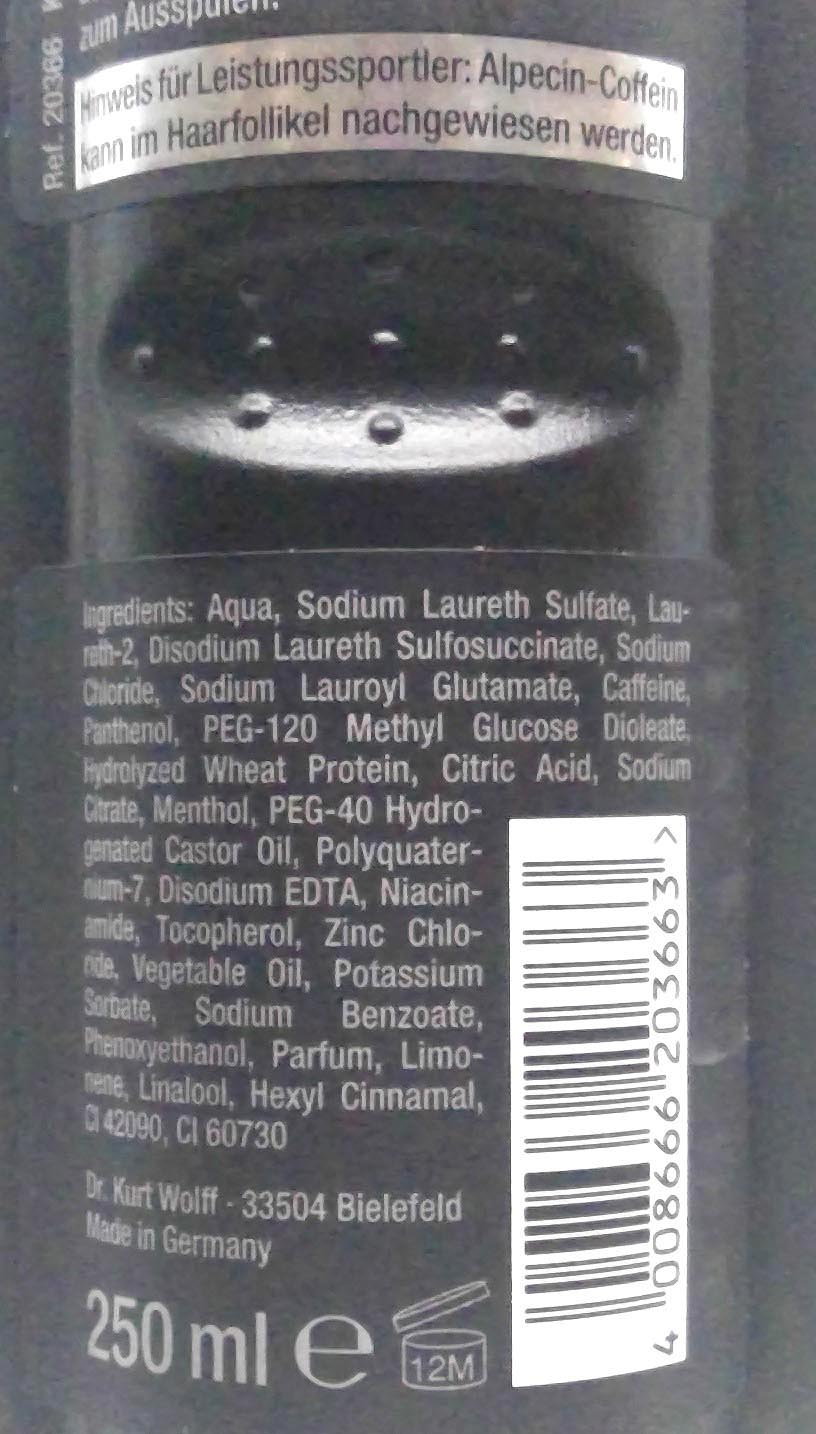 zum Ausspülen.
Ref. 20366
Hinweis für Leistungssportler: Alpecin-Coffein
kann im Haarfollikel nachgewiesen werden.
Ingredients: Aqua, Sodium Laureth Sulfate, Lau-
reth-2, Disodium Laureth Sulfosuccinate, Sodium
Chloride, Sodium Lauroyl Glutamate, Caffeine,
Panthenol, PEG-120 Methyl Glucose Dioleate,
Hydrolyzed Wheat Protein, Citric Acid, Sodium
Citrate, Menthol, PEG-40 Hydro-
genated Castor Oil, Polyquater-
nium-7, Disodium EDTA, Niacin-
amide, Tocopherol, Zinc Chlo-
ride, Vegetable Oil, Potassium
Sorbate, Sodium Benzoate,
Phenoxyethanol, Parfum, Limo-
nene, Linalool, Hexyl Cinnamal,
CI 42090, CI 60730
Dr. Kurt Wolff - 33504 Bielefeld
Made in Germany
250 ml e
12M
4 008666 203663 >